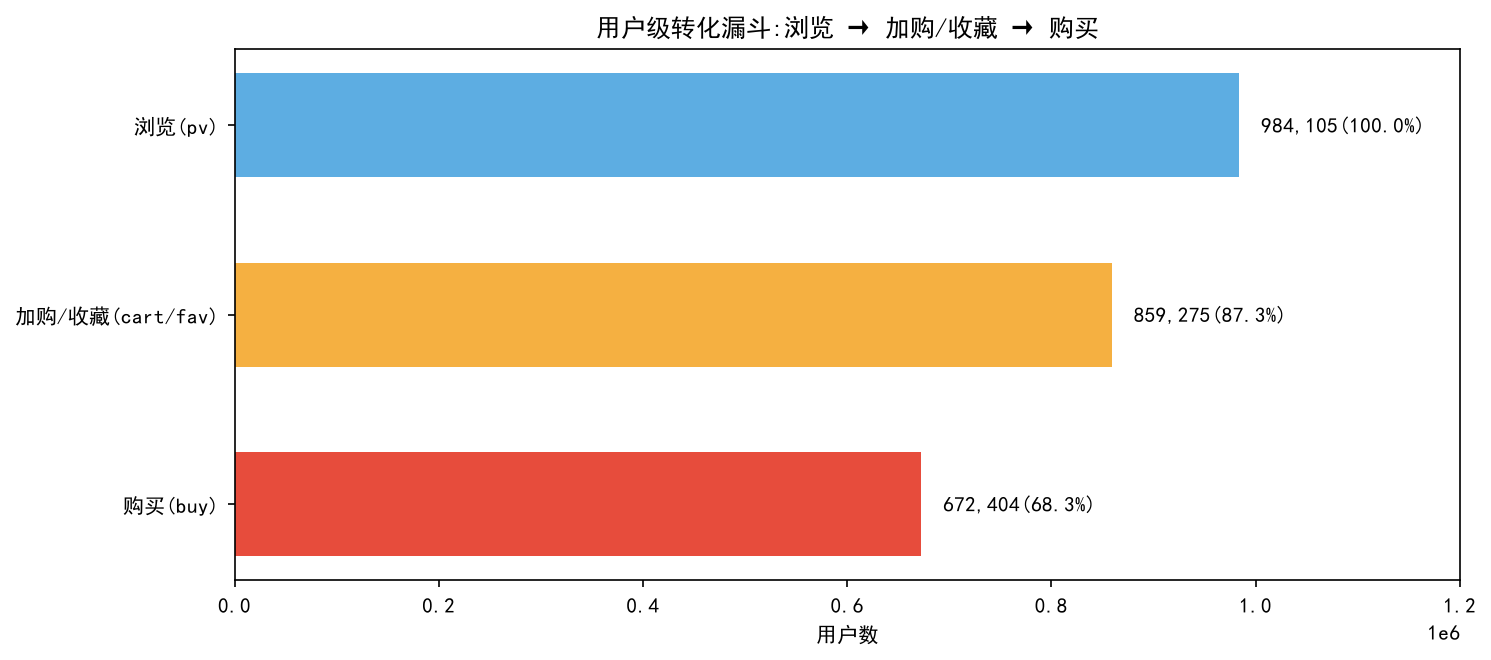 用户级转化漏斗:浏览 → 加购/收藏 → 购买
浏览(pv)
984,105(100.0%)
加购/收藏(cart/fav)
859,275(87.3%)
购买(buy)
672,404(68.3%)
0.0 0.2 0.4 0.6 0.8 1.0 1.2
1e6
用户数